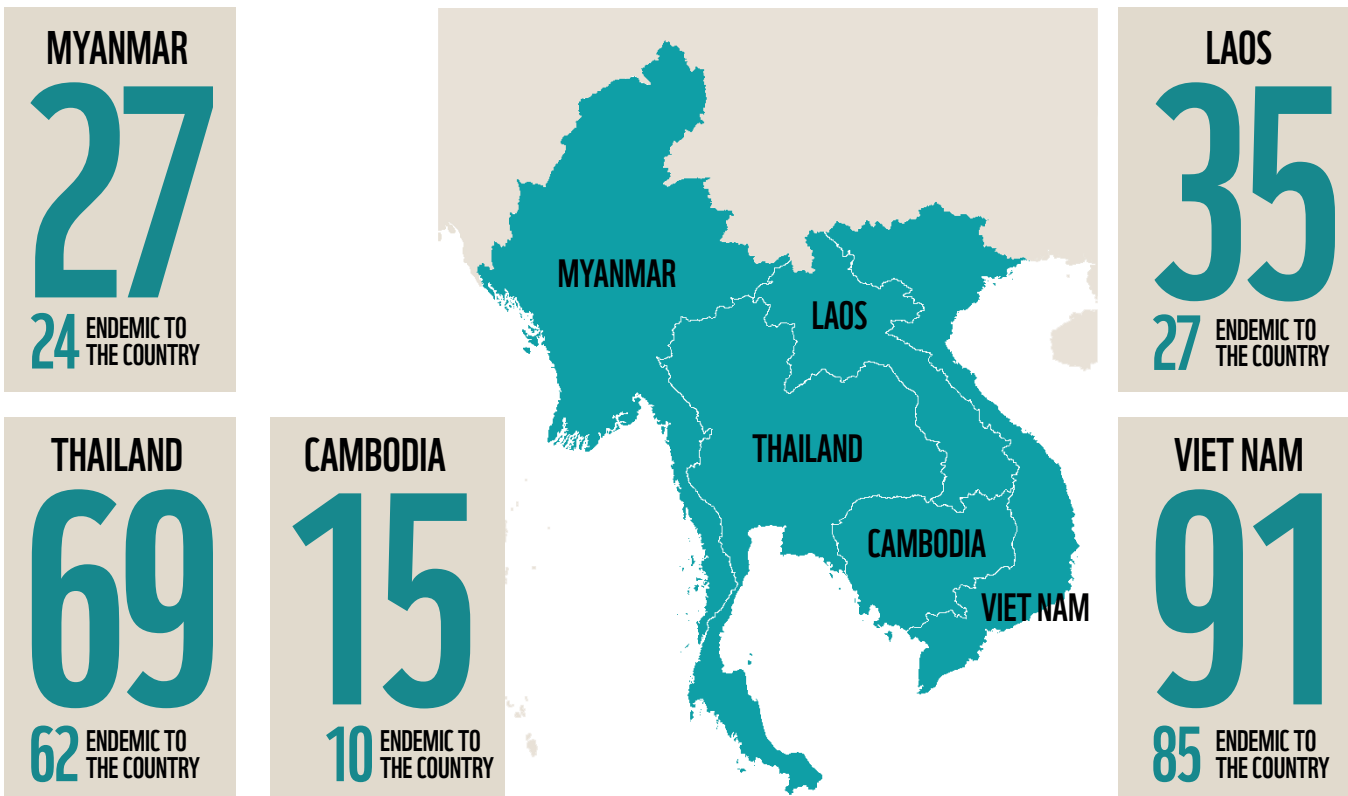 MYANMAR
27
24 ENDEMIC TO
THE COUNTRY
THAILAND
69
62 ENDEMIC TO
THE COUNTRY
CAMBODIA
15
10 ENDEMIC TO
THE COUNTRY
MYANMAR
LAOS
THAILAND
CAMBODIA
VIET NAM
LAOS
35
27 ENDEMIC TO
THE COUNTRY
VIET NAM
91
85 ENDEMIC TO
THE COUNTRY